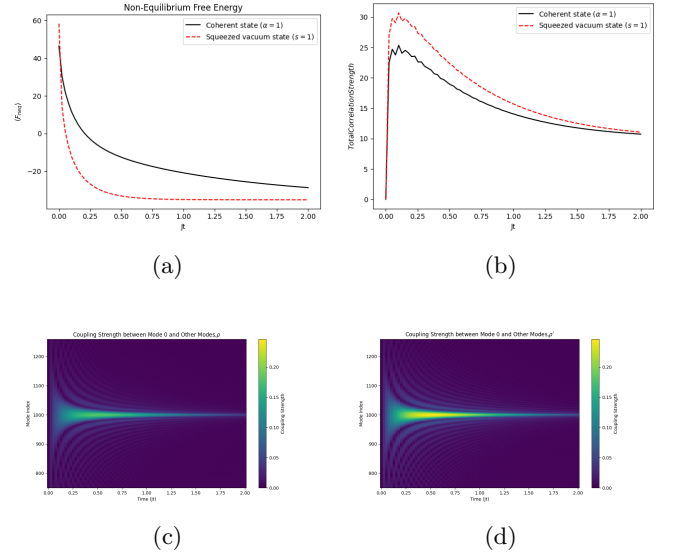 Non-Equilibrium Free Energy
Coherent state (α = 1)
Squeezed vacuum state (s = 1)
60
40
20
0
−20
⟨F_neq⟩
0.00 0.25 0.50 0.75 1.00 1.25 1.50 1.75 2.00
Jt
(a)
Coherent state (α = 1)
Squeezed vacuum state (s = 1)
30
25
20
15
10
5
0
TotalCorrelationStrength
0.00 0.25 0.50 0.75 1.00 1.25 1.50 1.75 2.00
Jt
(b)
Coupling Strength between Mode 0 and Other Modes,ρ
1200
1100
1000
900
800
Mode Index
0.00 0.25 0.50 0.75 1.00 1.25 1.50 1.75 2.00
Time (Jt)
0.20
0.15
0.10
0.05
0.00
Coupling Strength
(c)
Coupling Strength between Mode 0 and Other Modes,ρ'
1200
1100
1000
900
800
Mode Index
0.00 0.25 0.50 0.75 1.00 1.25 1.50 1.75 2.00
Time (Jt)
0.20
0.15
0.10
0.05
0.00
Coupling Strength
(d)